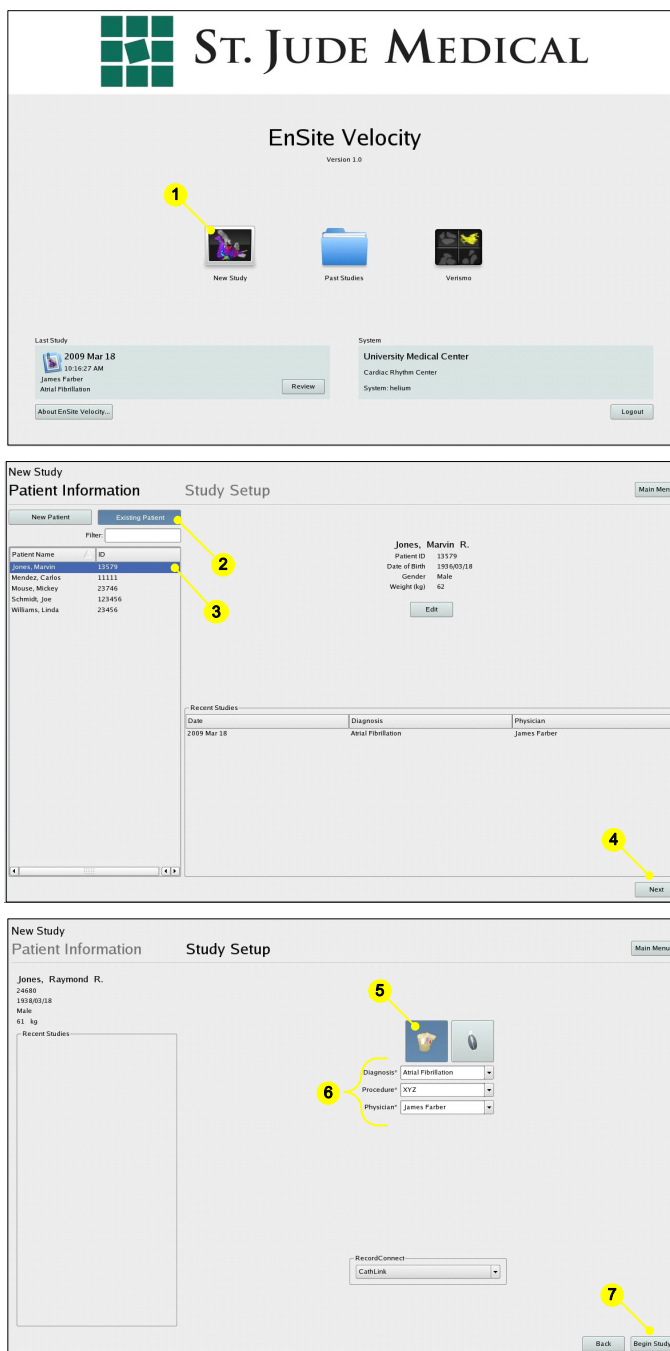 ST. JUDE MEDICAL
EnSite Velocity
Version 1.0
1
New Study
Past Studies
Verismo
Last Study
System
2009 Mar 18
10:16:27 AM
James Farber
Atrial Fibrillation
Review
University Medical Center
Cardiac Rhythm Center
System: helium
About EnSite Velocity...
Logout
New Study
Patient Information
Study Setup
Main Men
New Patient
Existing Patient
Filter:
2
Patient Name
ID
Jones, Marvin 13579
3
Mendez, Carlos 11111
Mouse, Mickey 23746
Schmidt, Joe 123456
Williams, Linda 23456
Jones, Marvin R.
Patient ID 13579
Date of Birth 1936/03/18
Gender Male
Weight (kg) 62
Edit
Recent Studies
Date Diagnosis Physician
2009 Mar 18 Atrial Fibrillation James Farber
4
Next
New Study
Patient Information
Study Setup
Main Menu
Jones, Raymond R.
24680
1938/03/18
Male
61 kg
Recent Studies
5
6
Diagnosis* Atrial Fibrillation
Procedure* XYZ
Physician* James Farber
RecordConnect
CathLink
7
Back
Begin Study